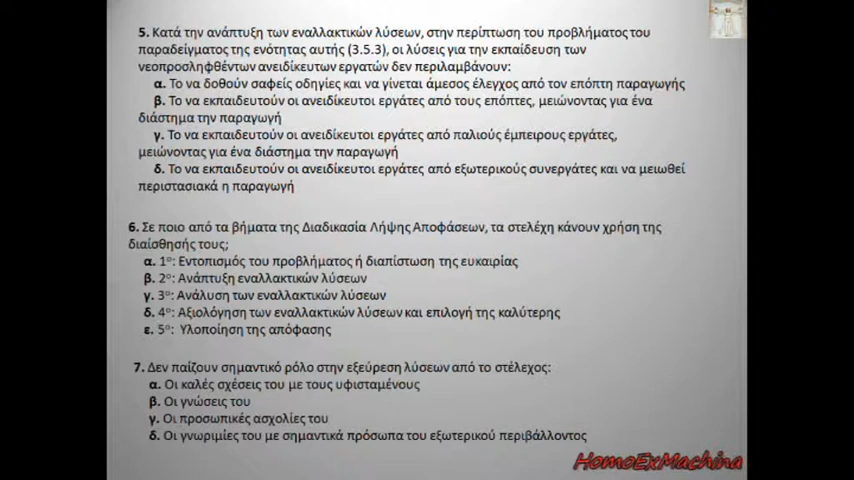 5. Κατά την ανάπτυξη των εναλλακτικών λύσεων, στην περίπτωση του προβλήματος του
παραδείγματος της ενότητας αυτής (3.5.3), οι λύσεις για την εκπαίδευση των
νεοπροσληφθέντων ανειδίκευτων εργατών δεν περιλαμβάνουν:
α. Το να δοθούν σαφείς οδηγίες και να γίνεται άμεσος έλεγχος από τον επόπτη παραγωγής
β. Το να εκπαιδευτούν οι ανειδίκευτοι εργάτες από τους επόπτες, μειώνοντας για ένα
διάστημα την παραγωγή
γ. Το να εκπαιδευτούν οι ανειδίκευτοι εργάτες από παλιούς έμπειρους εργάτες,
μειώνοντας για ένα διάστημα την παραγωγή
δ. Το να εκπαιδευτούν οι ανειδίκευτοι εργάτες από εξωτερικούς συνεργάτες και να μειωθεί
περιστασιακά η παραγωγή
6. Σε ποιο από τα βήματα της Διαδικασία Λήψης Αποφάσεων, τα στελέχη κάνουν χρήση της
διαίσθησής τους;
α. 1ο: Εντοπισμός του προβλήματος ή διαπίστωση της ευκαιρίας
β. 2ο: Ανάπτυξη εναλλακτικών λύσεων
γ. 3ο: Ανάλυση των εναλλακτικών λύσεων
δ. 4ο: Αξιολόγηση των εναλλακτικών λύσεων και επιλογή της καλύτερης
ε. 5ο: Υλοποίηση της απόφασης
7. Δεν παίζουν σημαντικό ρόλο στην εξεύρεση λύσεων από το στέλεχος:
α. Οι καλές σχέσεις του με τους υφισταμένους
β. Οι γνώσεις του
γ. Οι προσωπικές ασχολίες του
δ. Οι γνωριμίες του με σημαντικά πρόσωπα του εξωτερικού περιβάλλοντος
HomoExMachina